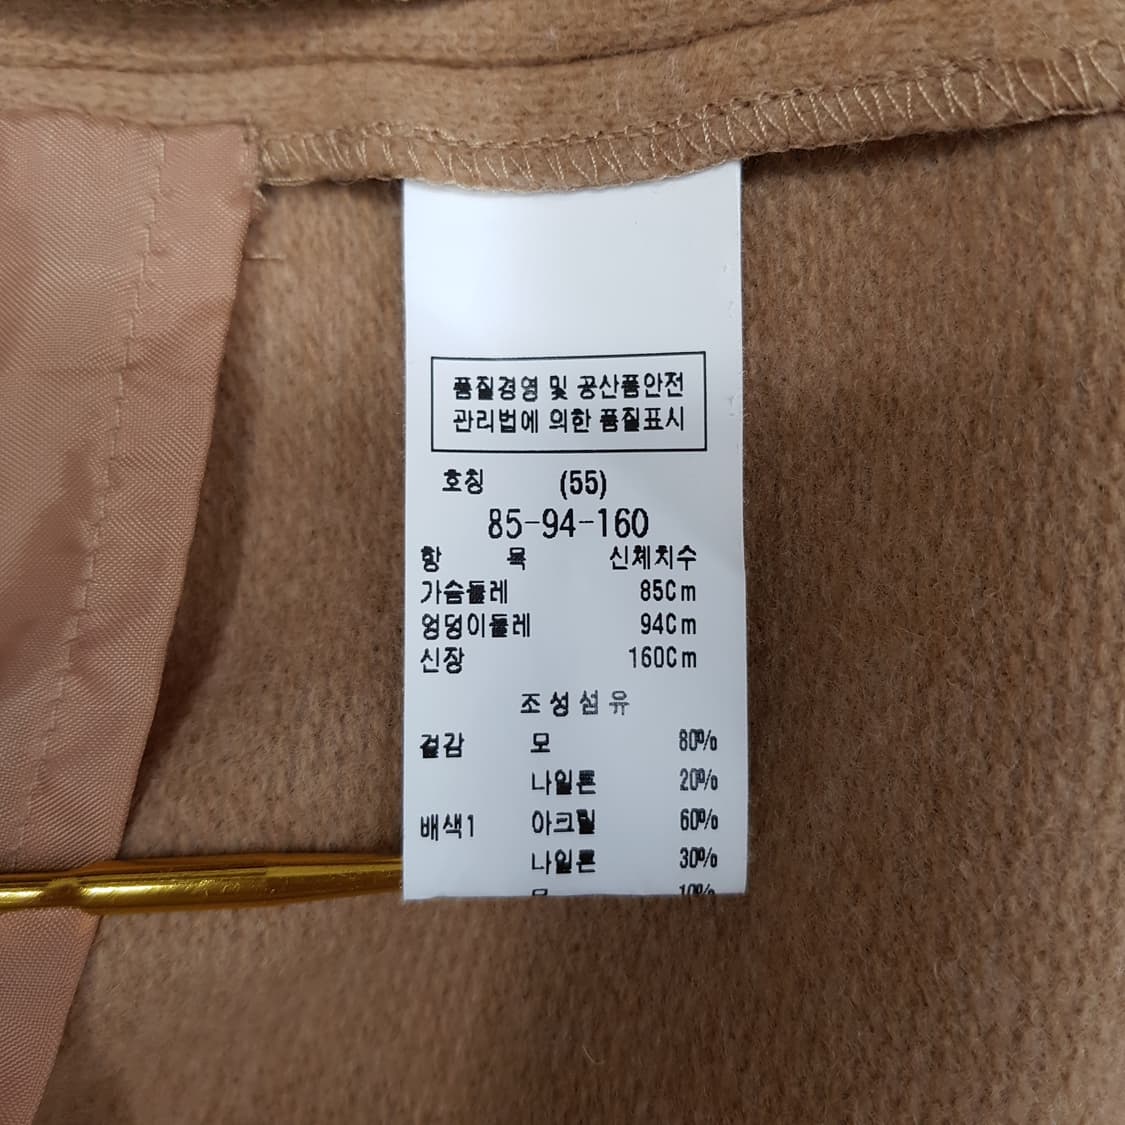 품질경영 및 공산품안전
관리법에 의한 품질표시
호칭 (55)
85-94-160
항 목 신체치수
가슴둘레 85Cm
엉덩이둘레 94Cm
신장 160Cm
조성섬유
겉감 모 80%
나일론 20%
배색1 아크릴 60%
나일론 30%
모 10%